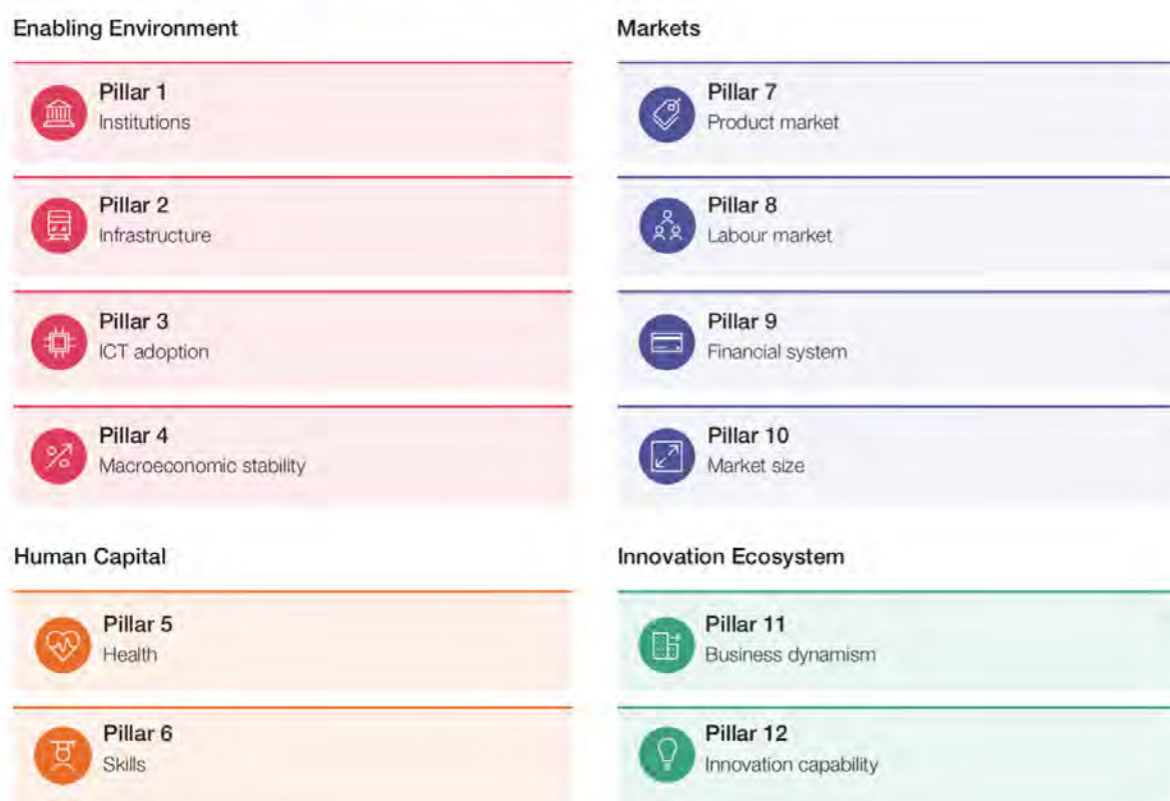 Enabling Environment
Pillar 1
Institutions
Pillar 2
Infrastructure
Pillar 3
ICT adoption
Pillar 4
Macroeconomic stability
Human Capital
Pillar 5
Health
Pillar 6
Skills
Markets
Pillar 7
Product market
Pillar 8
Labour market
Pillar 9
Financial system
Pillar 10
Market size
Innovation Ecosystem
Pillar 11
Business dynamism
Pillar 12
Innovation capability